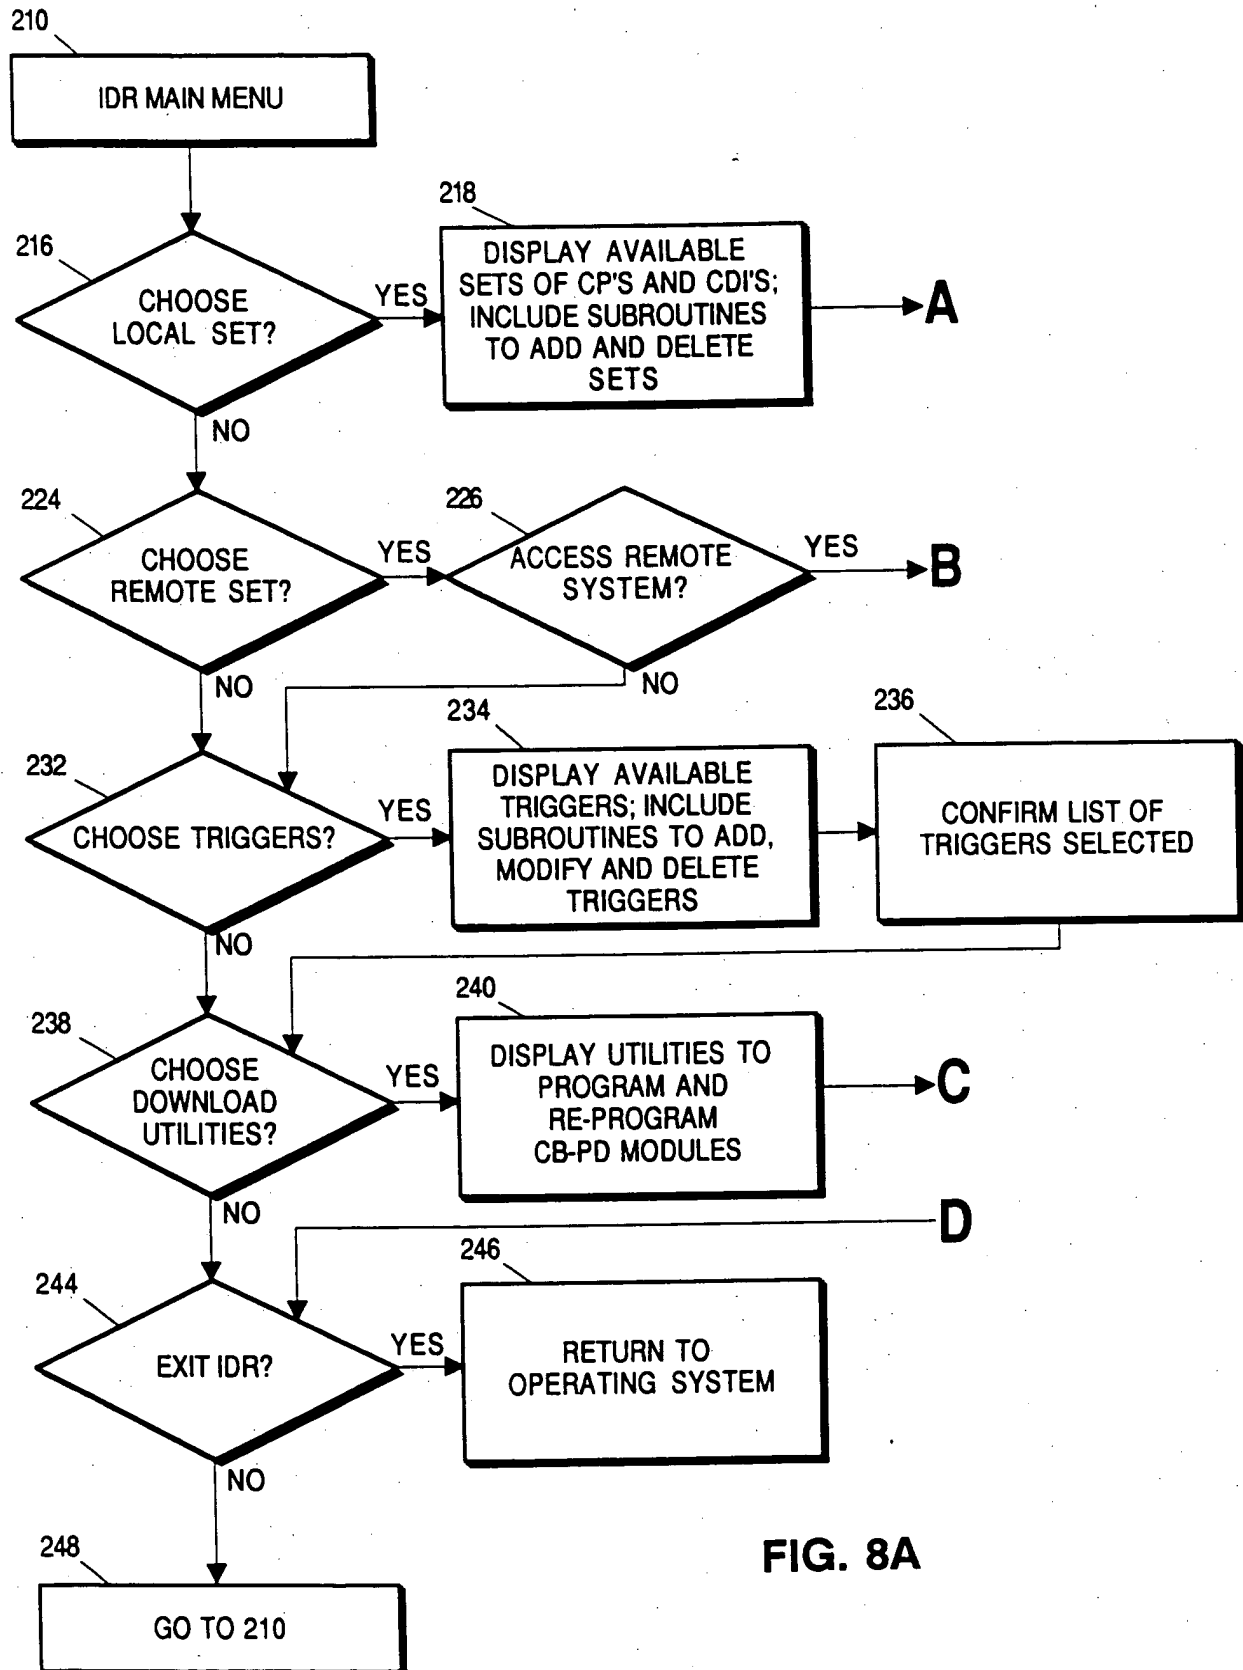 210
IDR MAIN MENU
216
CHOOSE
LOCAL SET?
YES
NO
218
DISPLAY AVAILABLE
SETS OF CP'S AND CDI'S;
INCLUDE SUBROUTINES
TO ADD AND DELETE
SETS
A
224
CHOOSE
REMOTE SET?
YES
NO
226
ACCESS REMOTE
SYSTEM?
YES
B
NO
232
CHOOSE TRIGGERS?
YES
NO
234
DISPLAY AVAILABLE
TRIGGERS; INCLUDE
SUBROUTINES TO ADD,
MODIFY AND DELETE
TRIGGERS
236
CONFIRM LIST OF
TRIGGERS SELECTED
238
CHOOSE
DOWNLOAD
UTILITIES?
YES
NO
240
DISPLAY UTILITIES TO
PROGRAM AND
RE-PROGRAM
CB-PD MODULES
C
D
244
EXIT IDR?
YES
NO
246
RETURN TO
OPERATING SYSTEM
248
GO TO 210
FIG. 8A